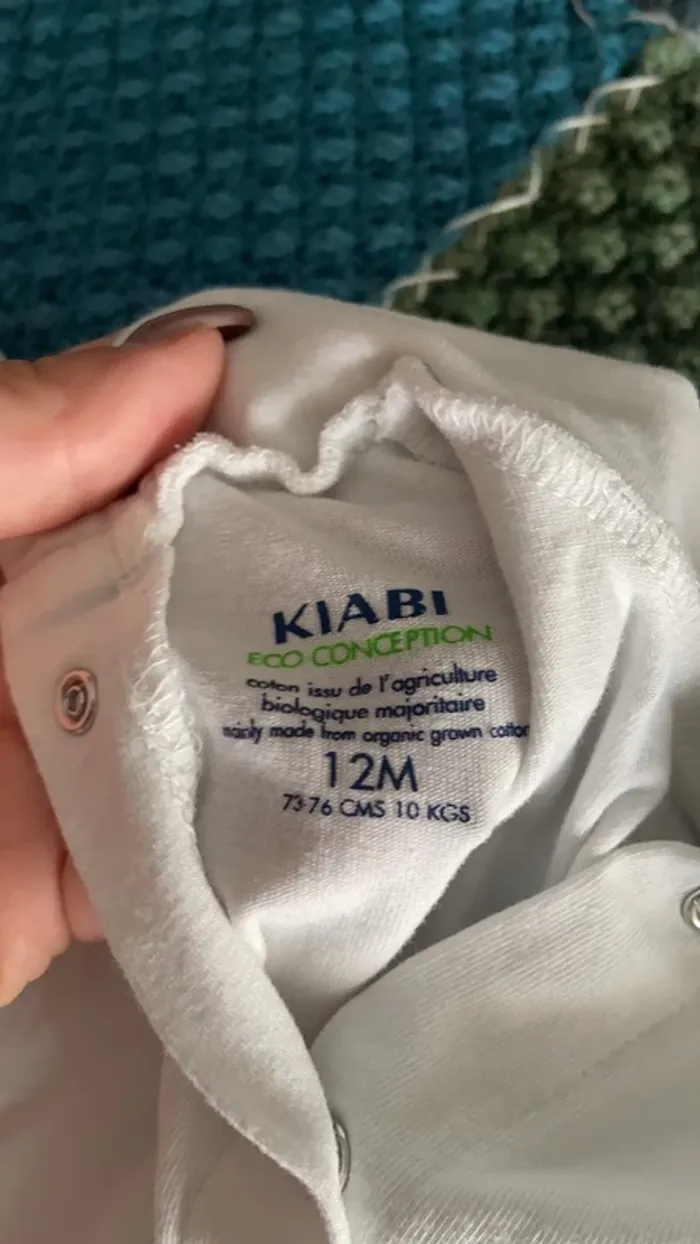 KIABI
ECO CONCEPTION
coton issu de l'agriculture
biologique majoritaire
mainly made from organic grown cotton
12M
73-76 CMS 10 KGS